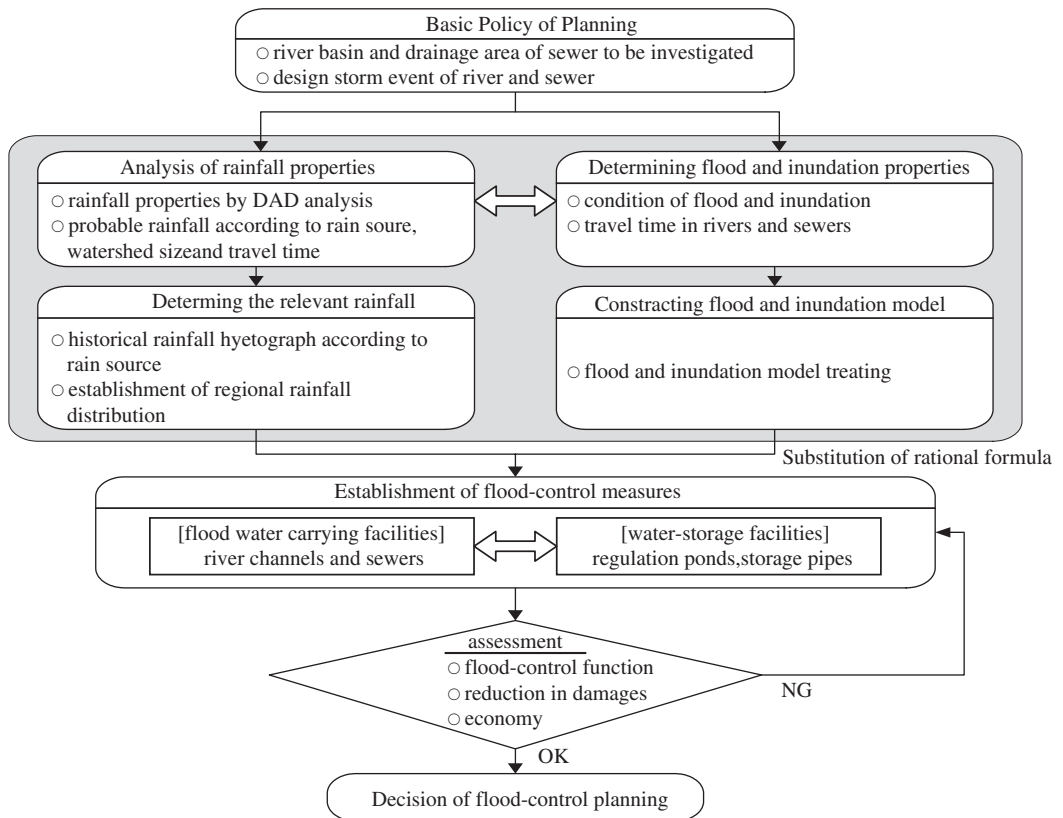 Basic Policy of Planning
○ river basin and drainage area of sewer to be investigated
○ design storm event of river and sewer
Analysis of rainfall properties
○ rainfall properties by DAD analysis
○ probable rainfall according to rain soure,
watershed sizeand travel time
Determining flood and inundation properties
○ condition of flood and inundation
○ travel time in rivers and sewers
Determing the relevant rainfall
○ historical rainfall hyetograph according to
rain source
○ establishment of regional rainfall
distribution
Constracting flood and inundation model
○ flood and inundation model treating
Substitution of rational formula
Establishment of flood-control measures
[flood water carrying facilities]
river channels and sewers
[water-storage facilities]
regulation ponds,storage pipes
assessment
○ flood-control function
○ reduction in damages
○ economy
NG
OK
Decision of flood-control planning